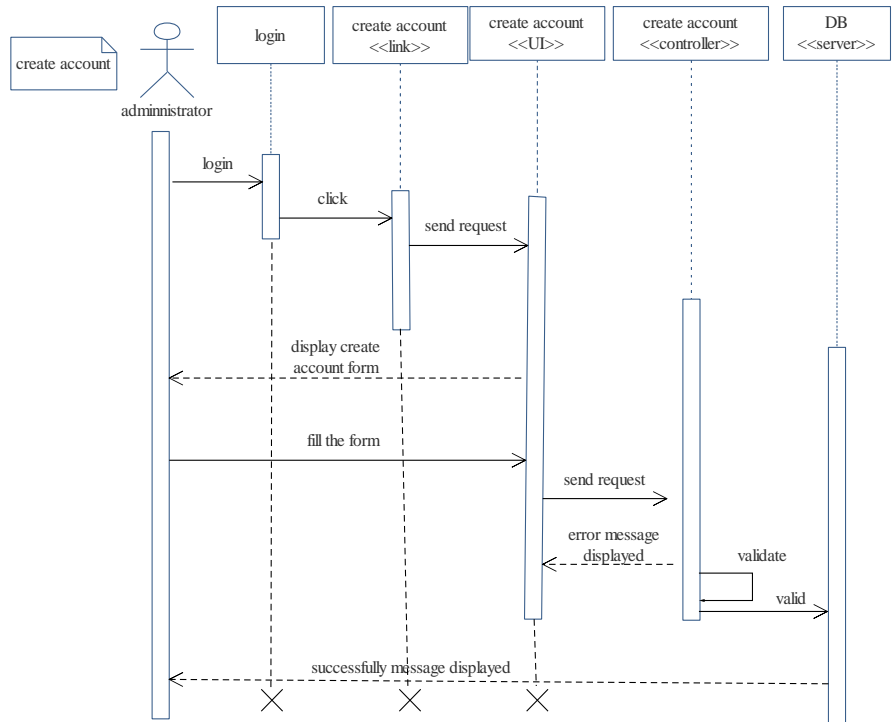 create account
adminnistrator
login
create account
<<link>>
create account
<<UI>>
create account
<<controller>>
DB
<<server>>
login
click
send request
display create
account form
fill the form
send request
error message
displayed
validate
valid
successfully message displayed